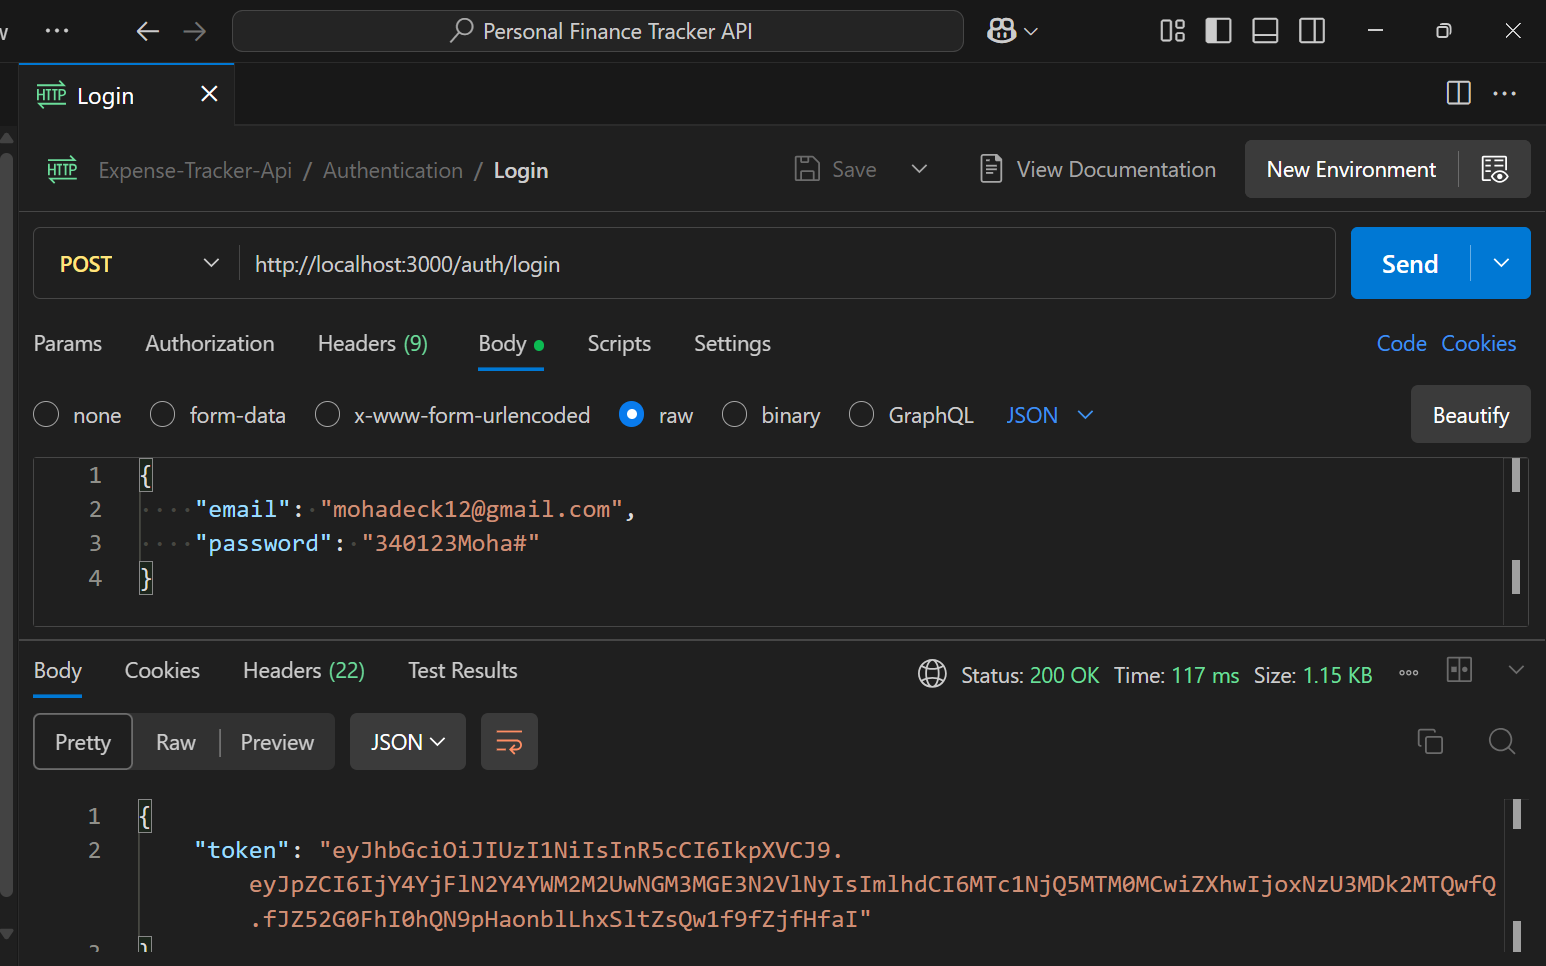 Personal Finance Tracker API
HTTP Login
HTTP Expense-Tracker-Api / Authentication / Login Save View Documentation New Environment
POST http://localhost:3000/auth/login Send
Params Authorization Headers (9) Body Scripts Settings Code Cookies
none form-data x-www-form-urlencoded raw binary GraphQL JSON Beautify
1 {
2 "email": "mohadeck12@gmail.com",
3 "password": "340123Moha#"
4 }
Body Cookies Headers (22) Test Results Status: 200 OK Time: 117 ms Size: 1.15 KB
Pretty Raw Preview JSON
1 {
2 "token": "eyJhbGciOiJIUzI1NiIsInR5cCI6IkpXVCJ9.
eyJpZCI6IjY4YjFlN2Y4YWM2M2UwNGM3MGE3N2VlNyIsImlhdCI6MTc1NjQ5MTM0MCwiZXhwIjoxNzU3MDk2MTQwfQ
.fJZ52G0FhI0hQN9pHaonblLhxSltZsQw1f9fZjfHfaI"
}